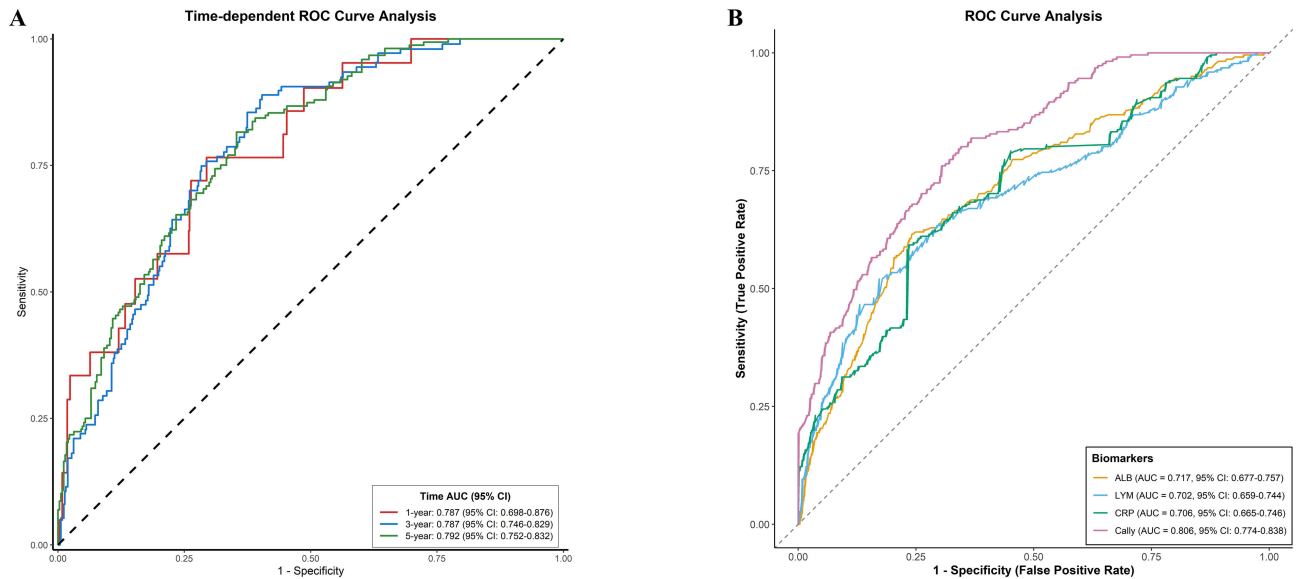 A
Time-dependent ROC Curve Analysis
1.00
0.75
0.50
0.25
0.00
Sensitivity
0.00
0.25
0.50
0.75
1.00
1 - Specificity
Time AUC (95% CI)
1-year: 0.787 (95% CI: 0.698-0.876)
3-year: 0.787 (95% CI: 0.746-0.829)
5-year: 0.792 (95% CI: 0.752-0.832)
B
ROC Curve Analysis
1.00
0.75
0.50
0.25
0.00
Sensitivity (True Positive Rate)
0.00
0.25
0.50
0.75
1.00
1 - Specificity (False Positive Rate)
Biomarkers
ALB (AUC = 0.717, 95% CI: 0.677-0.757)
LYM (AUC = 0.702, 95% CI: 0.659-0.744)
CRP (AUC = 0.706, 95% CI: 0.665-0.746)
Cally (AUC = 0.806, 95% CI: 0.774-0.838)